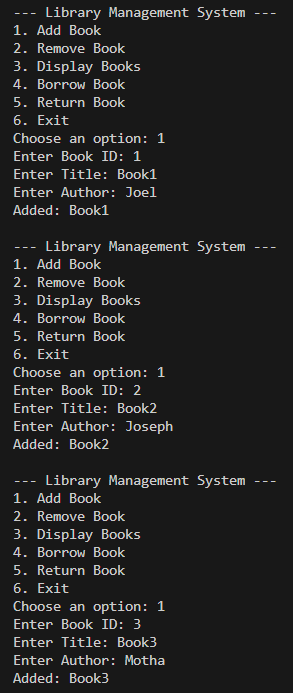 --- Library Management System ---
1. Add Book
2. Remove Book
3. Display Books
4. Borrow Book
5. Return Book
6. Exit
Choose an option: 1
Enter Book ID: 1
Enter Title: Book1
Enter Author: Joel
Added: Book1

--- Library Management System ---
1. Add Book
2. Remove Book
3. Display Books
4. Borrow Book
5. Return Book
6. Exit
Choose an option: 1
Enter Book ID: 2
Enter Title: Book2
Enter Author: Joseph
Added: Book2

--- Library Management System ---
1. Add Book
2. Remove Book
3. Display Books
4. Borrow Book
5. Return Book
6. Exit
Choose an option: 1
Enter Book ID: 3
Enter Title: Book3
Enter Author: Motha
Added: Book3